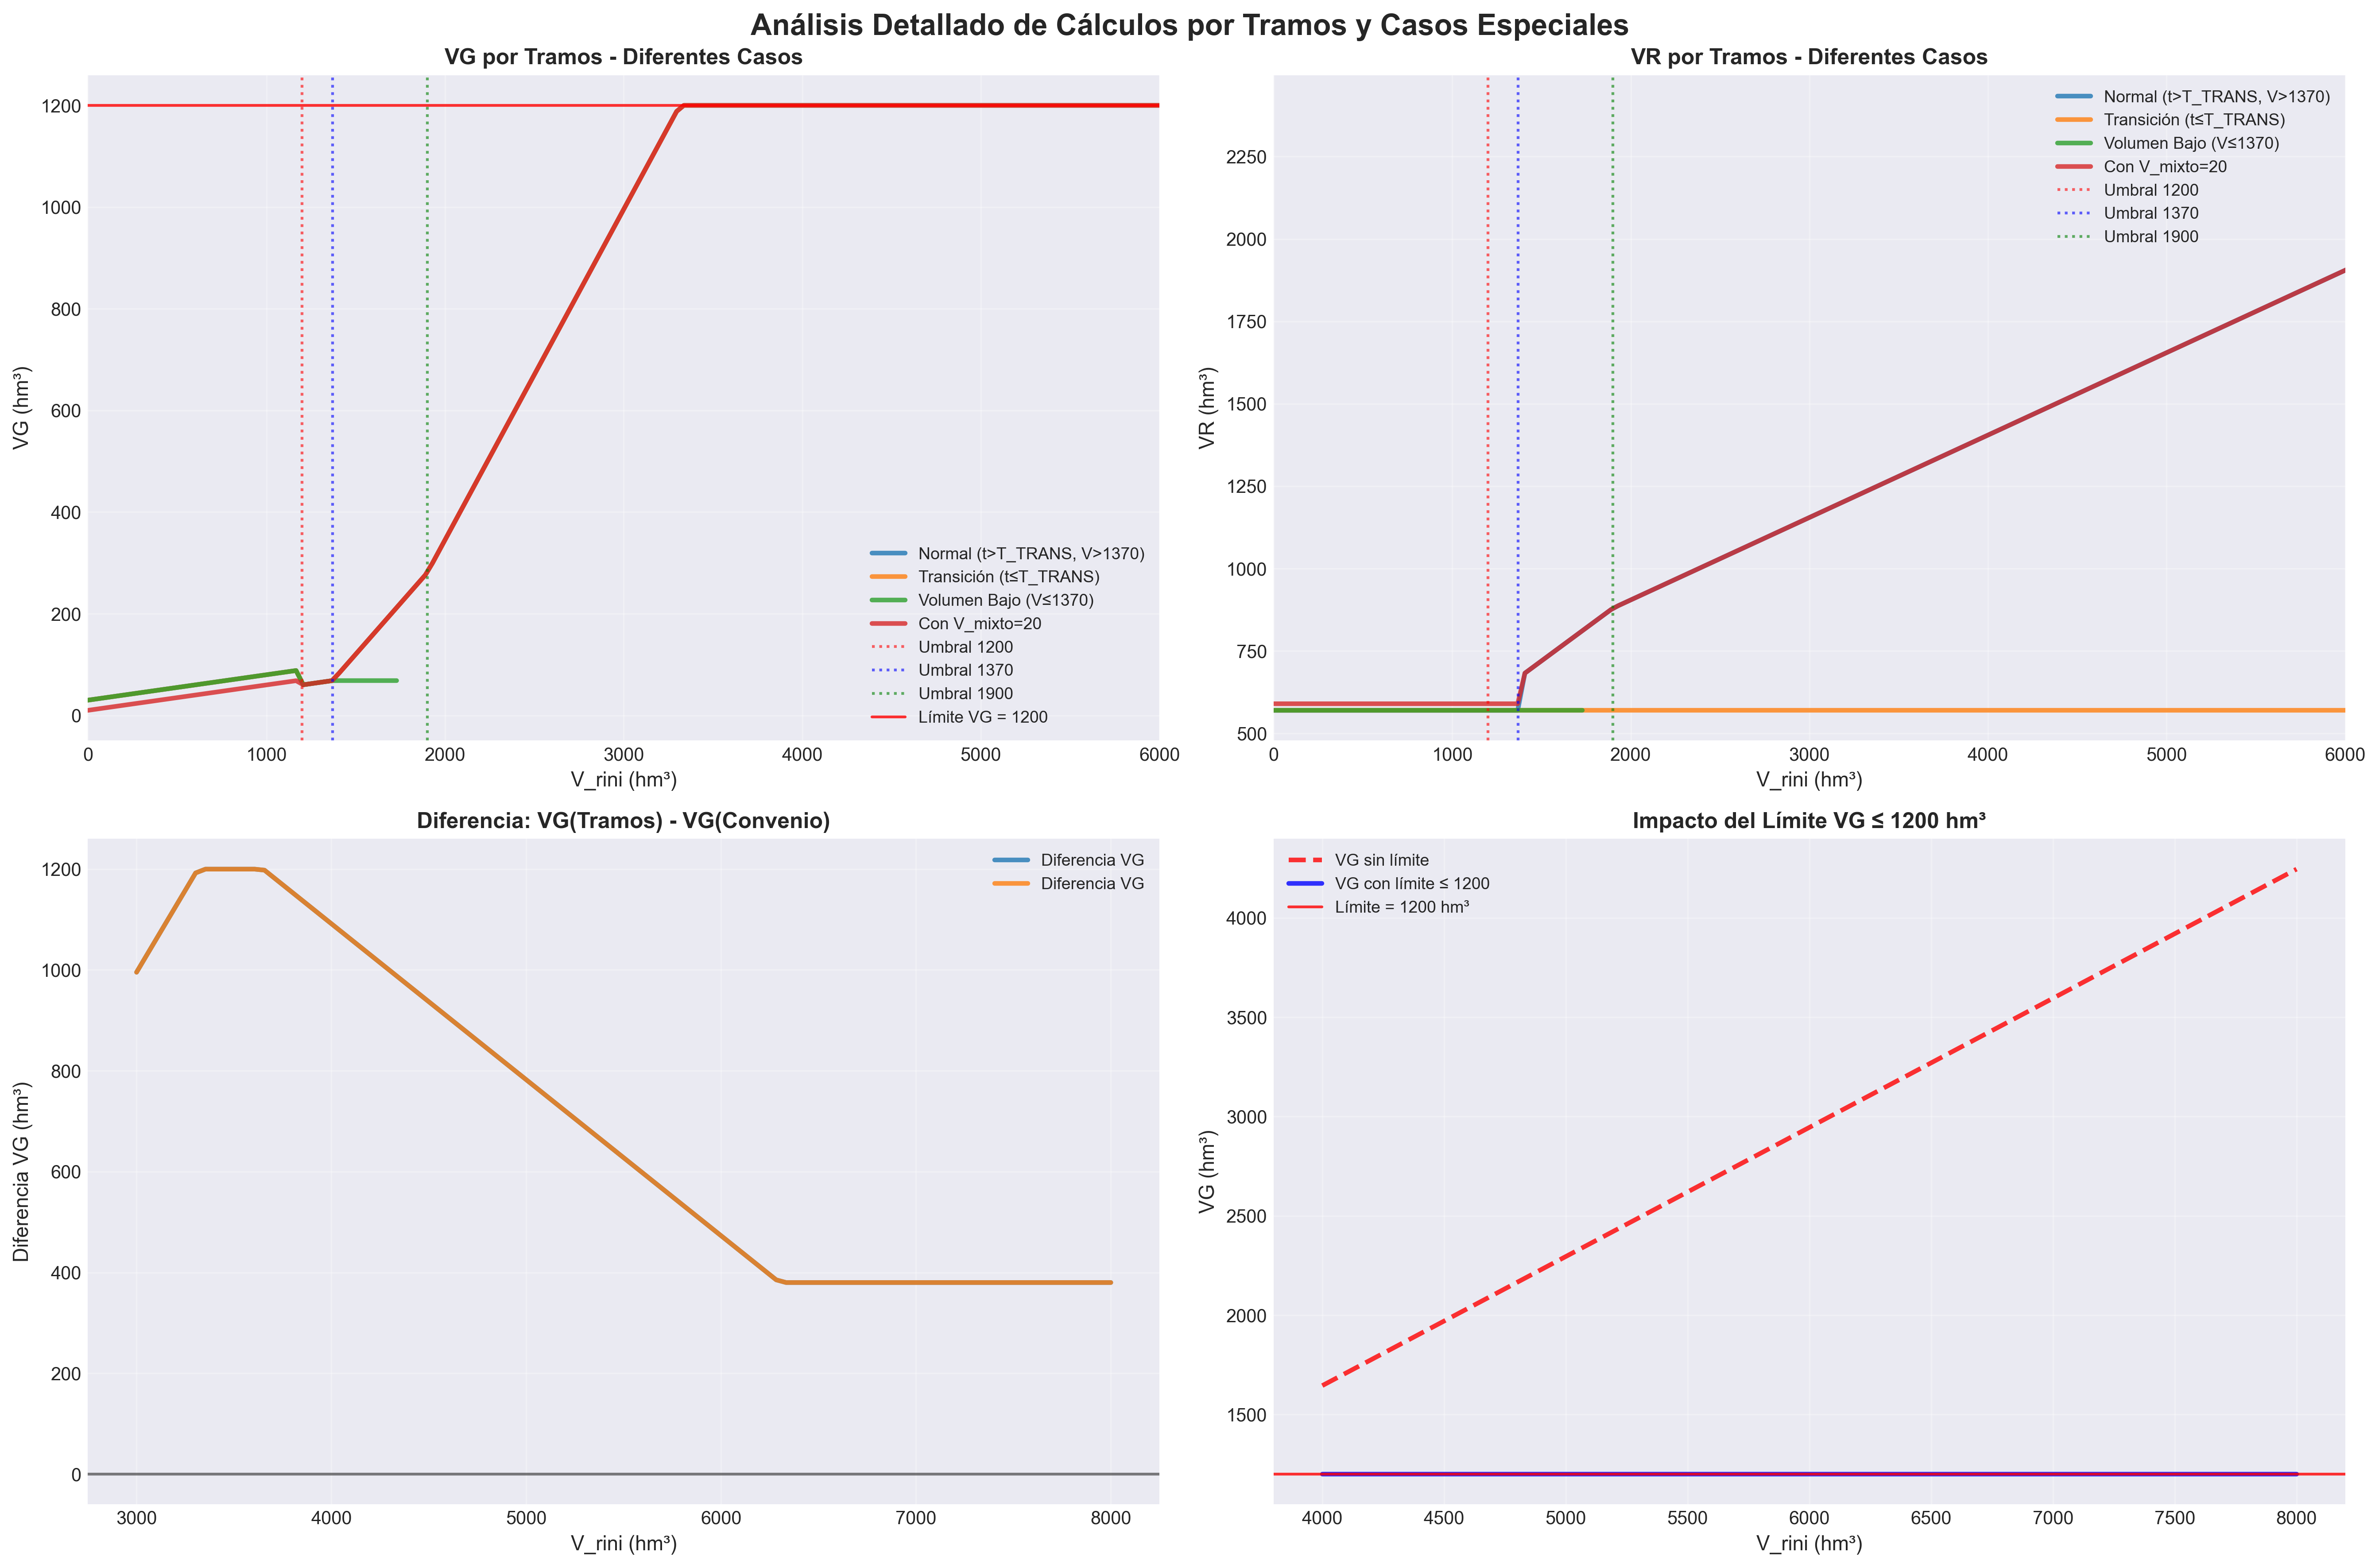 Análisis Detallado de Cálculos por Tramos y Casos Especiales
VG por Tramos - Diferentes Casos
VG (hm³)
1200
1000
800
600
400
200
0
0 1000 2000 3000 4000 5000 6000
V_rini (hm³)
Normal (t>T_TRANS, V>1370)
Transición (t≤T_TRANS)
Volumen Bajo (V≤1370)
Con V_mixto=20
Umbral 1200
Umbral 1370
Umbral 1900
Límite VG = 1200
VR por Tramos - Diferentes Casos
VR (hm³)
2250
2000
1750
1500
1250
1000
750
500
0 1000 2000 3000 4000 5000 6000
V_rini (hm³)
Normal (t>T_TRANS, V>1370)
Transición (t≤T_TRANS)
Volumen Bajo (V≤1370)
Con V_mixto=20
Umbral 1200
Umbral 1370
Umbral 1900
Diferencia: VG(Tramos) - VG(Convenio)
Diferencia VG (hm³)
1200
1000
800
600
400
200
0
3000 4000 5000 6000 7000 8000
V_rini (hm³)
Diferencia VG
Diferencia VG
Impacto del Límite VG ≤ 1200 hm³
VG (hm³)
4000
3500
3000
2500
2000
1500
4000 4500 5000 5500 6000 6500 7000 7500 8000
V_rini (hm³)
VG sin límite
VG con límite ≤ 1200
Límite = 1200 hm³